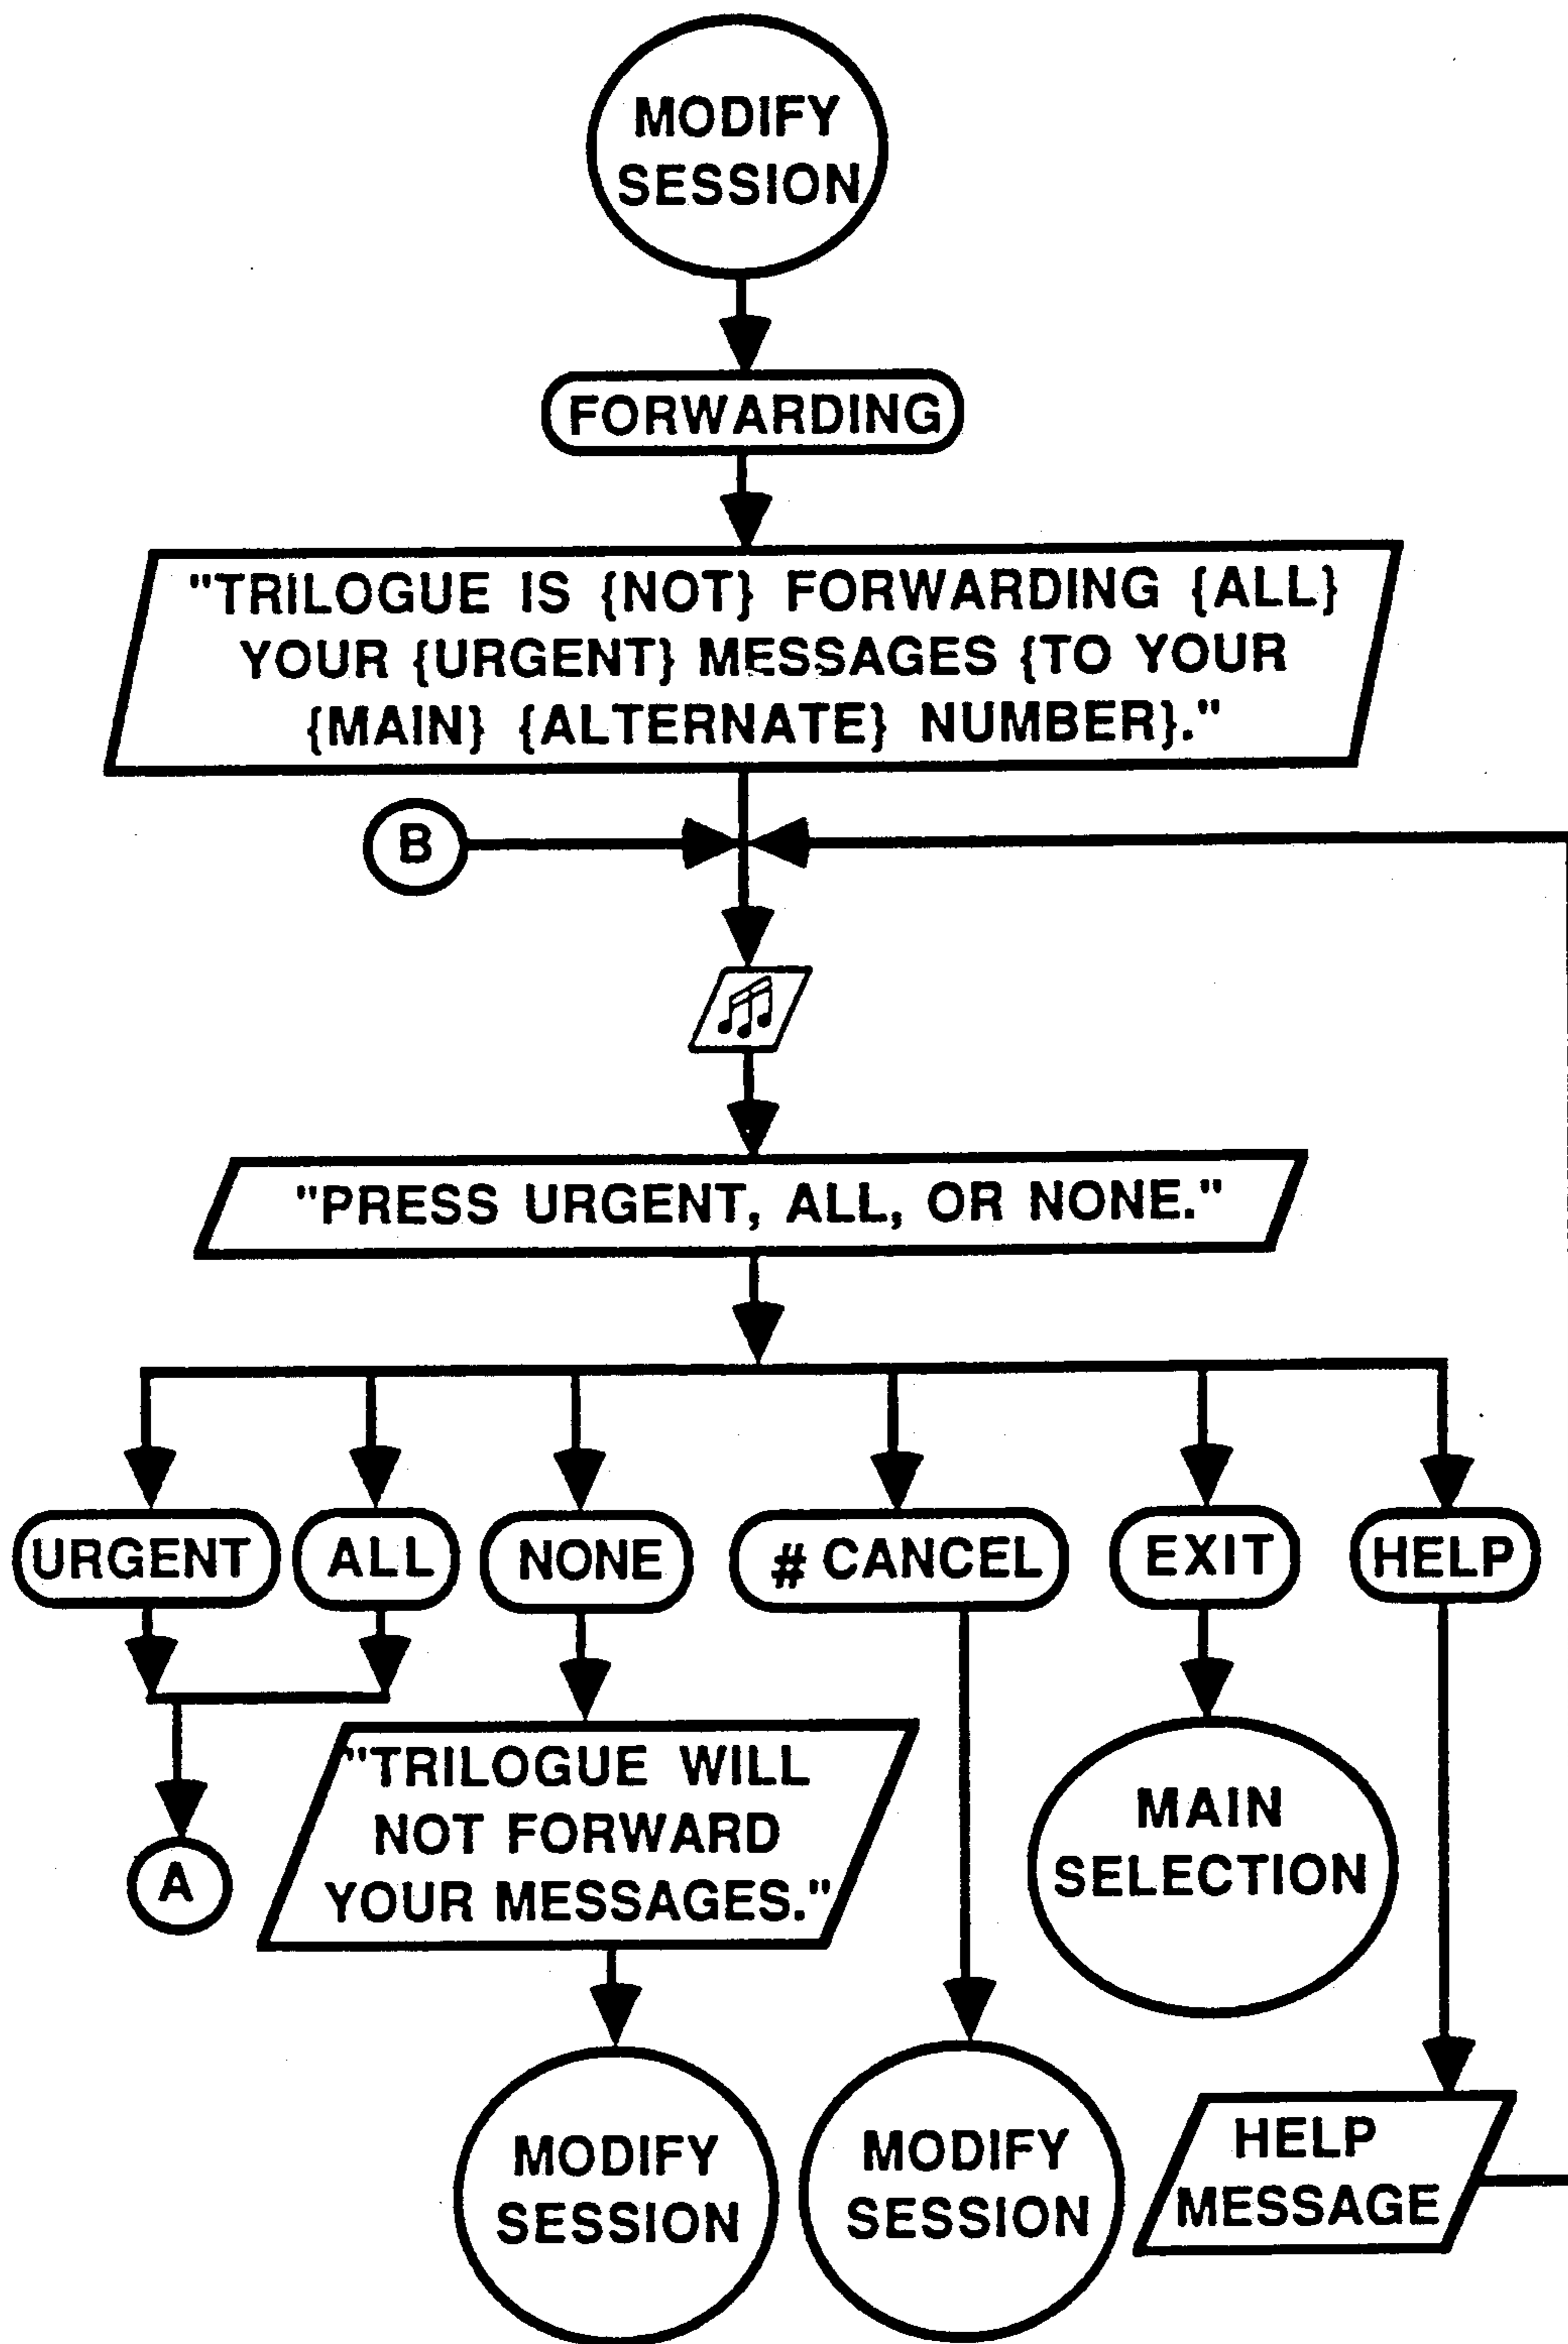 MODIFY
SESSION
FORWARDING
"TRILOGUE IS {NOT} FORWARDING {ALL}
YOUR {URGENT} MESSAGES {TO YOUR
{MAIN} {ALTERNATE} NUMBER}."
B
"PRESS URGENT, ALL, OR NONE."
URGENT
ALL
NONE
# CANCEL
EXIT
HELP
A
"TRILOGUE WILL
NOT FORWARD
YOUR MESSAGES."
MAIN
SELECTION
MODIFY
SESSION
MODIFY
SESSION
HELP
MESSAGE